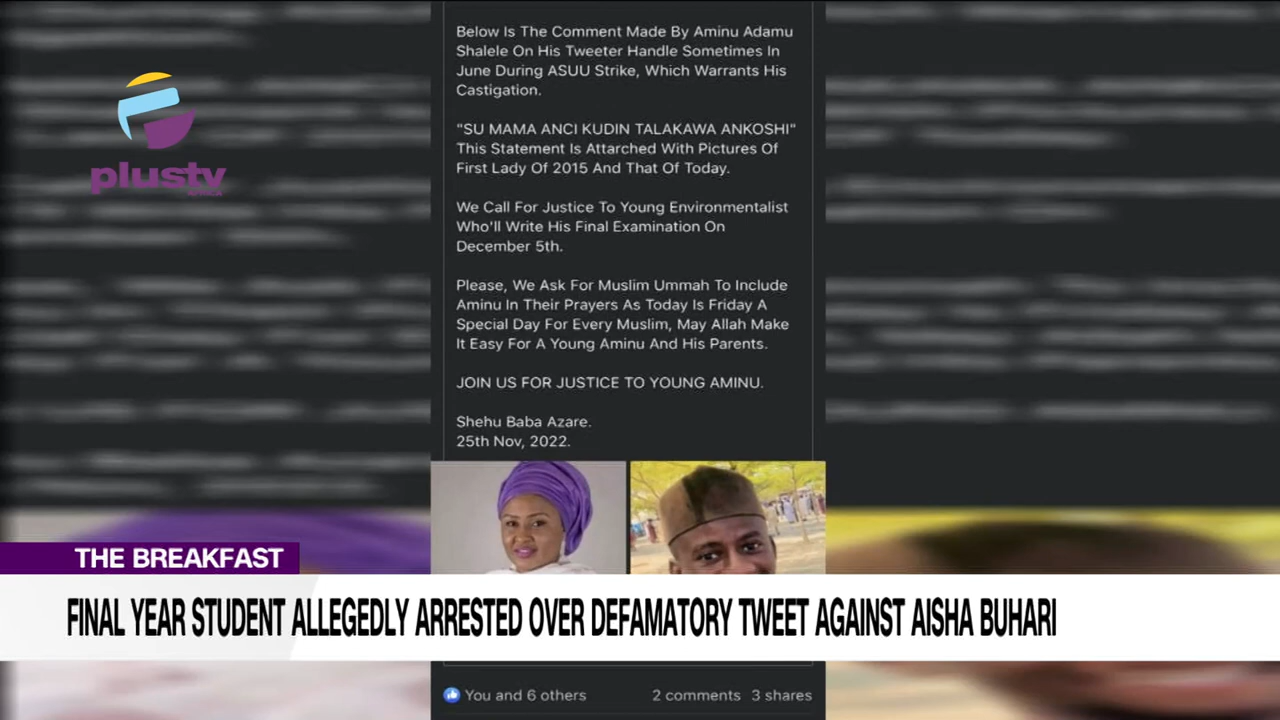 Below Is The Comment Made By Aminu Adamu
Shalele On His Tweeter Handle Sometimes In
June During ASUU Strike, Which Warrants His
Castigation.
"SU MAMA ANCI KUDIN TALAKAWA ANKOSHI"
This Statement Is Attarched With Pictures Of
First Lady Of 2015 And That Of Today.
We Call For Justice To Young Environmentalist
Who'll Write His Final Examination On
December 5th.
Please, We Ask For Muslim Ummah To Include
Aminu In Their Prayers As Today Is Friday A
Special Day For Every Muslim, May Allah Make
It Easy For A Young Aminu And His Parents.
JOIN US FOR JUSTICE TO YOUNG AMINU.
Shehu Baba Azare.
25th Nov, 2022.
plustv
AFRICA
THE BREAKFAST
FINAL YEAR STUDENT ALLEGEDLY ARRESTED OVER DEFAMATORY TWEET AGAINST AISHA BUHARI
You and 6 others
2 comments 3 shares